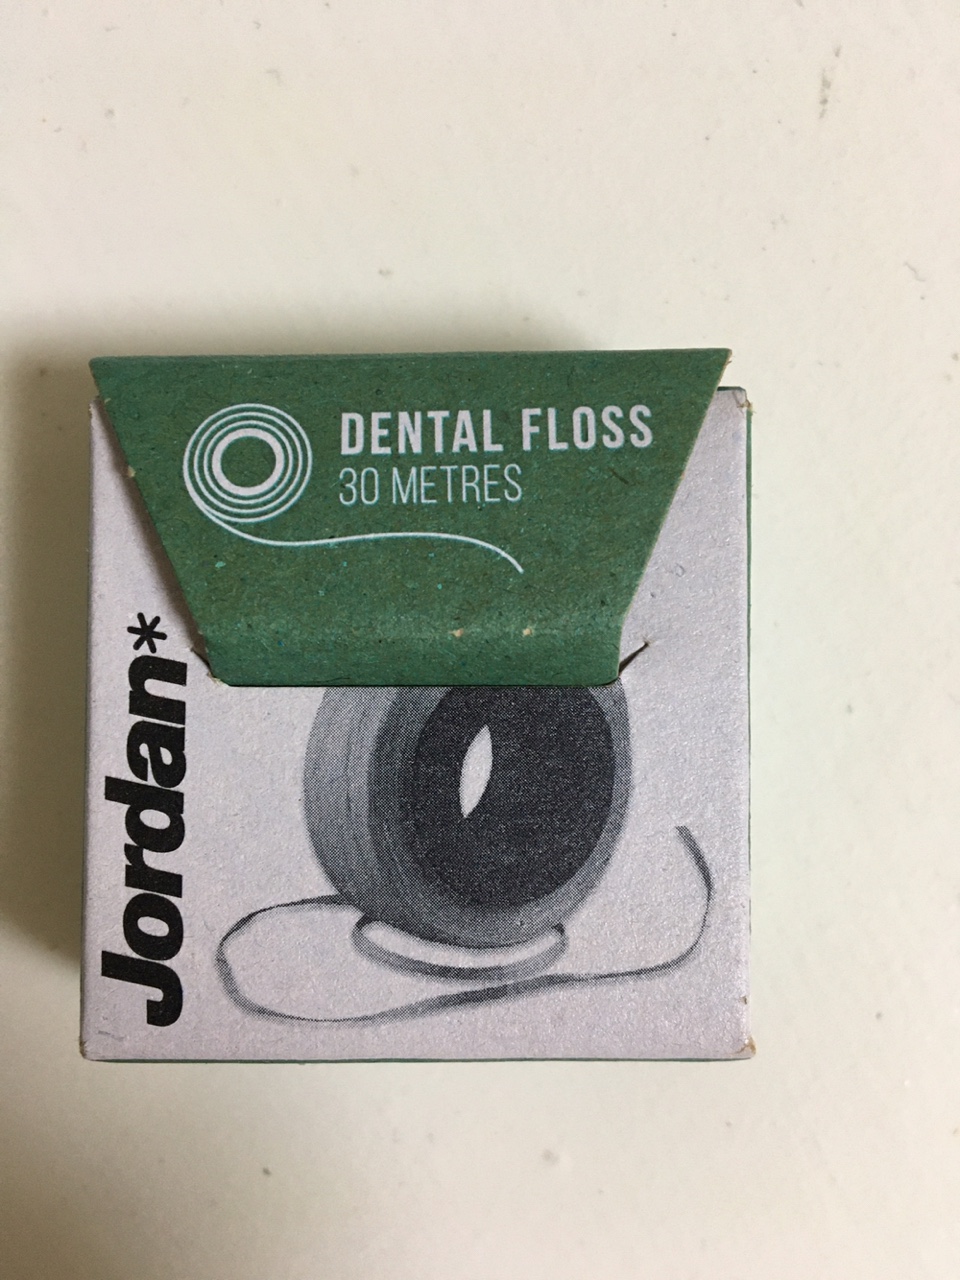 DENTAL FLOSS
30 METRES
Jordan*